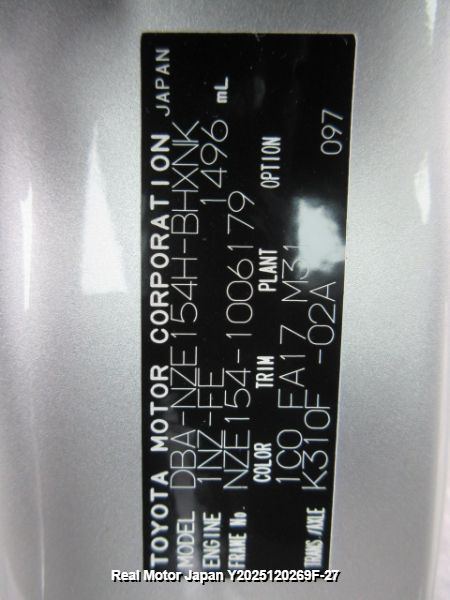 TOYOTA MOTOR CORPORATION JAPAN
MODEL DBA-NZE154H-BHXNK
ENGINE 1NZ-FE 1496 mL
FRAME No. NZE154-1006179
COLOR TRIM PLANT OPTION
1C0 FA17 M31 097
TRANS/AXLE K310F -02A
Real Motor Japan Y2025120269F-27